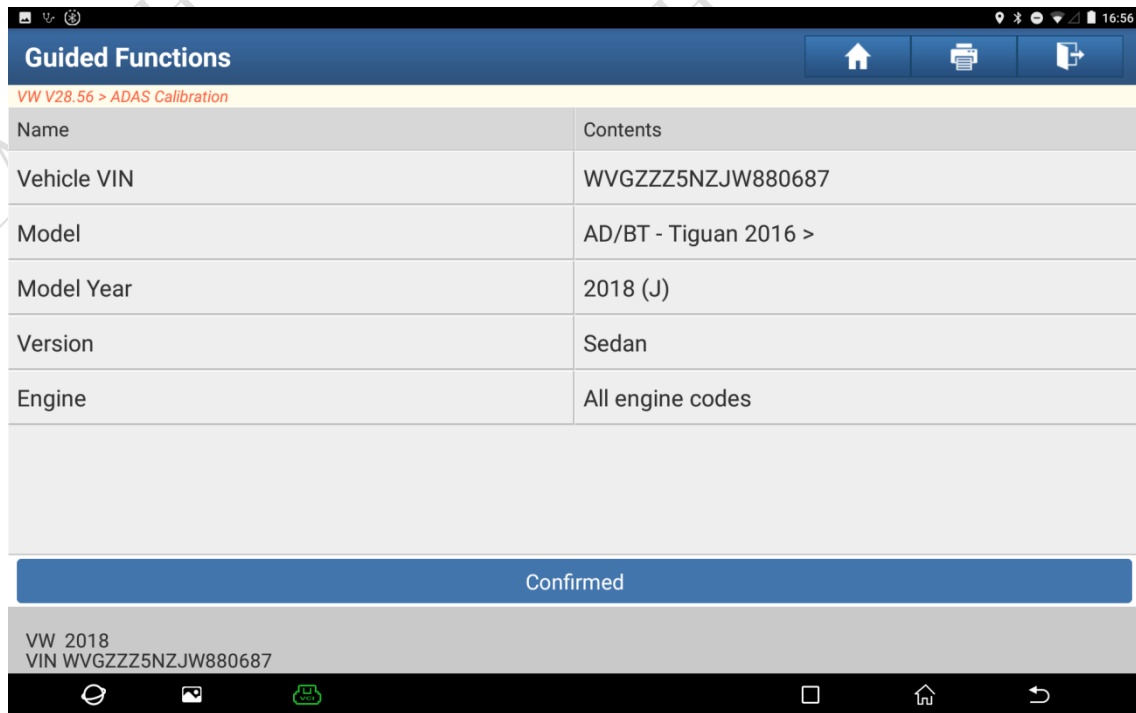 16:56
Guided Functions
VW V28.56 > ADAS Calibration
Name Contents
Vehicle VIN WVGZZZ5NZJW880687
Model AD/BT - Tiguan 2016 >
Model Year 2018 (J)
Version Sedan
Engine All engine codes
Confirmed
VW 2018
VIN WVGZZZ5NZJW880687
VCI